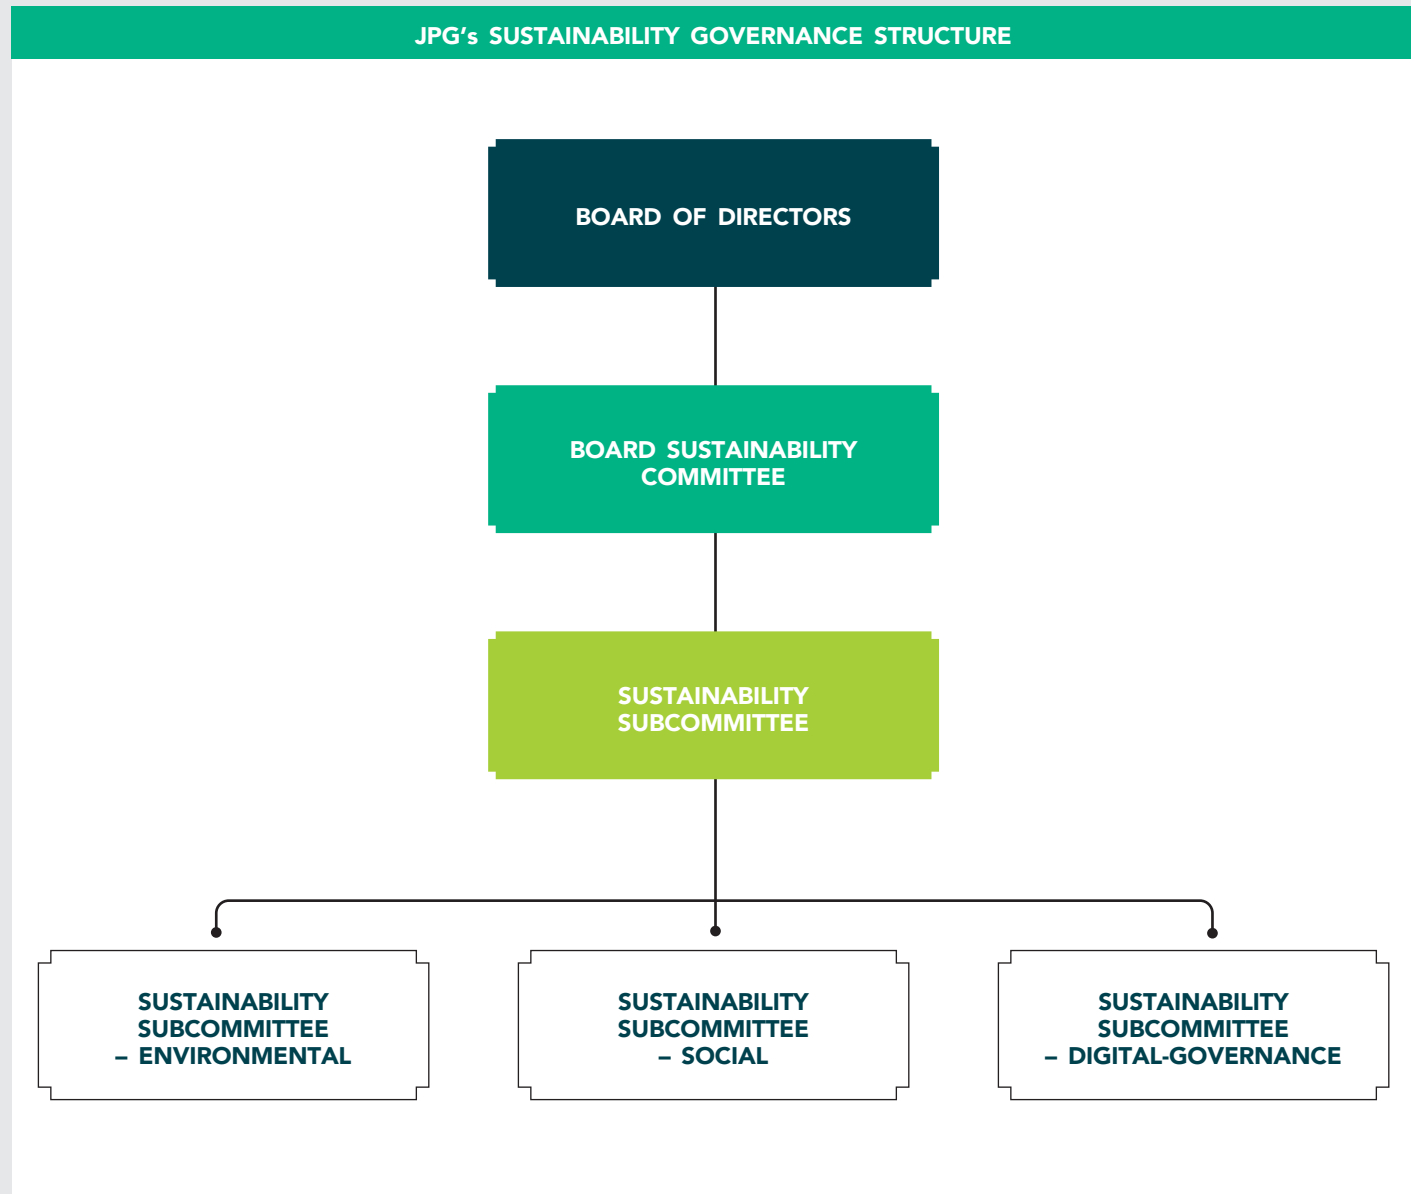 JPG's SUSTAINABILITY GOVERNANCE STRUCTURE
BOARD OF DIRECTORS
BOARD SUSTAINABILITY
COMMITTEE
SUSTAINABILITY
SUBCOMMITTEE
SUSTAINABILITY
SUBCOMMITTEE
– ENVIRONMENTAL
SUSTAINABILITY
SUBCOMMITTEE
– SOCIAL
SUSTAINABILITY
SUBCOMMITTEE
– DIGITAL-GOVERNANCE